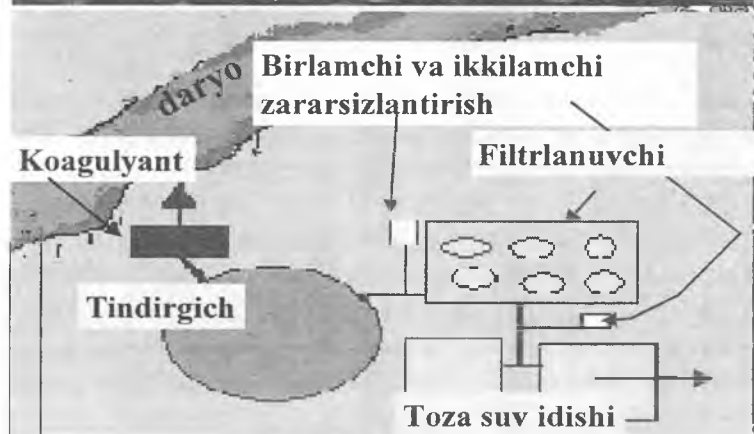 daryo
Birlamchi va ikkilamchi
zararsizlantirish
Koagulyant
Filtrlanuvchi
Tindirgich
Toza suv idishi